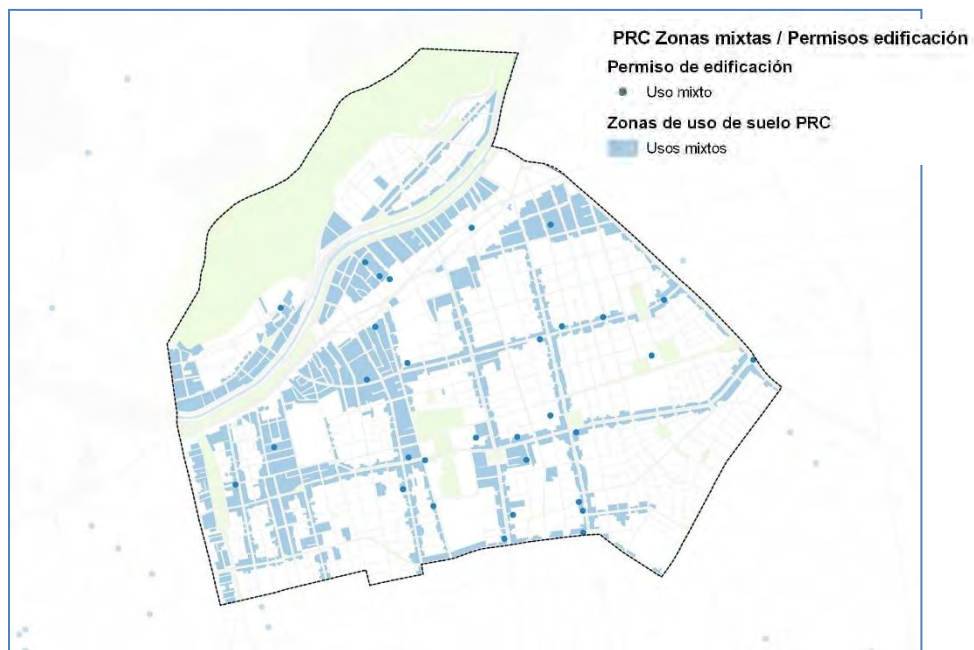 PRC Zonas mixtas / Permisos edificación
Permiso de edificación
Uso mixto
Zonas de uso de suelo PRC
Usos mixtos